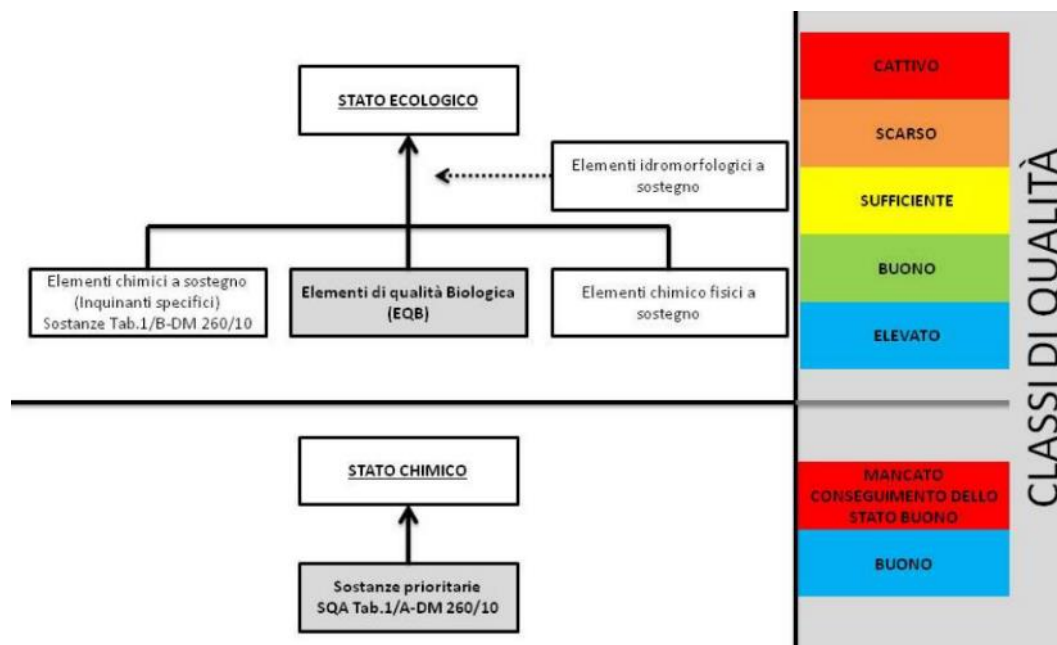 STATO ECOLOGICO
Elementi idromorfologici a
sostegno
Elementi chimici a sostegno
(Inquinanti specifici)
Sostanze Tab.1/B-DM 260/10
Elementi di qualità Biologica
(EQB)
Elementi chimico fisici a
sostegno
STATO CHIMICO
Sostanze prioritarie
SQA Tab.1/A-DM 260/10
CATTIVO
SCARSO
SUFFICIENTE
BUONO
ELEVATO
MANCATO
CONSEGUIMENTO DELLO
STATO BUONO
BUONO
CLASSI DI QUALITÀ